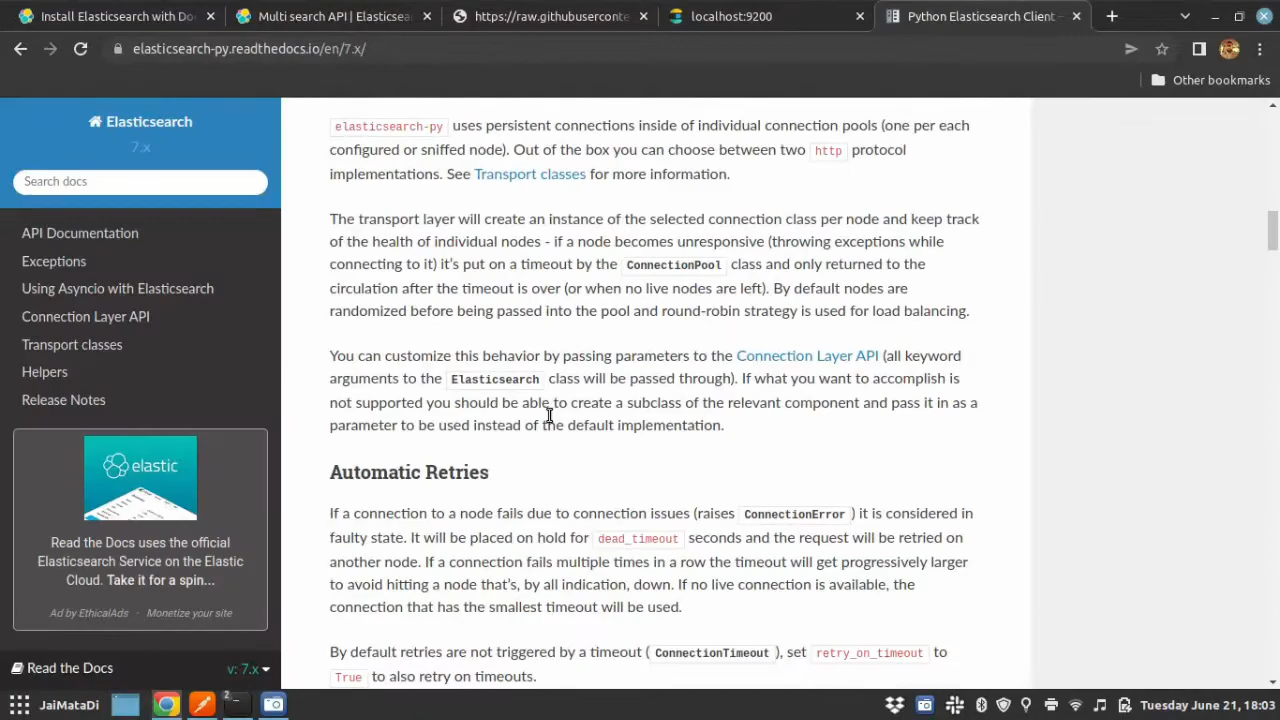 Install Elasticsearch with Do
Multi search API | Elasticsea
https://raw.githubuserconte
localhost:9200
Python Elasticsearch Client —
elasticsearch-py.readthedocs.io/en/7.x/
Other bookmarks
Elasticsearch
7.x
Search docs
API Documentation
Exceptions
Using Asyncio with Elasticsearch
Connection Layer API
Transport classes
Helpers
Release Notes
elastic
Read the Docs uses the official
Elasticsearch Service on the Elastic
Cloud. Take it for a spin...
Ad by EthicalAds · Monetize your site
Read the Docs
v: 7.x
elasticsearch-py uses persistent connections inside of individual connection pools (one per each
configured or sniffed node). Out of the box you can choose between two http protocol
implementations. See Transport classes for more information.
The transport layer will create an instance of the selected connection class per node and keep track
of the health of individual nodes - if a node becomes unresponsive (throwing exceptions while
connecting to it) it's put on a timeout by the ConnectionPool class and only returned to the
circulation after the timeout is over (or when no live nodes are left). By default nodes are
randomized before being passed into the pool and round-robin strategy is used for load balancing.
You can customize this behavior by passing parameters to the Connection Layer API (all keyword
arguments to the Elasticsearch class will be passed through). If what you want to accomplish is
not supported you should be able to create a subclass of the relevant component and pass it in as a
parameter to be used instead of the default implementation.
Automatic Retries
If a connection to a node fails due to connection issues (raises ConnectionError ) it is considered in
faulty state. It will be placed on hold for dead_timeout seconds and the request will be retried on
another node. If a connection fails multiple times in a row the timeout will get progressively larger
to avoid hitting a node that's, by all indication, down. If no live connection is available, the
connection that has the smallest timeout will be used.
By default retries are not triggered by a timeout ( ConnectionTimeout ), set retry_on_timeout to
True to also retry on timeouts.
JaiMataDi
2
Tuesday June 21, 18:03